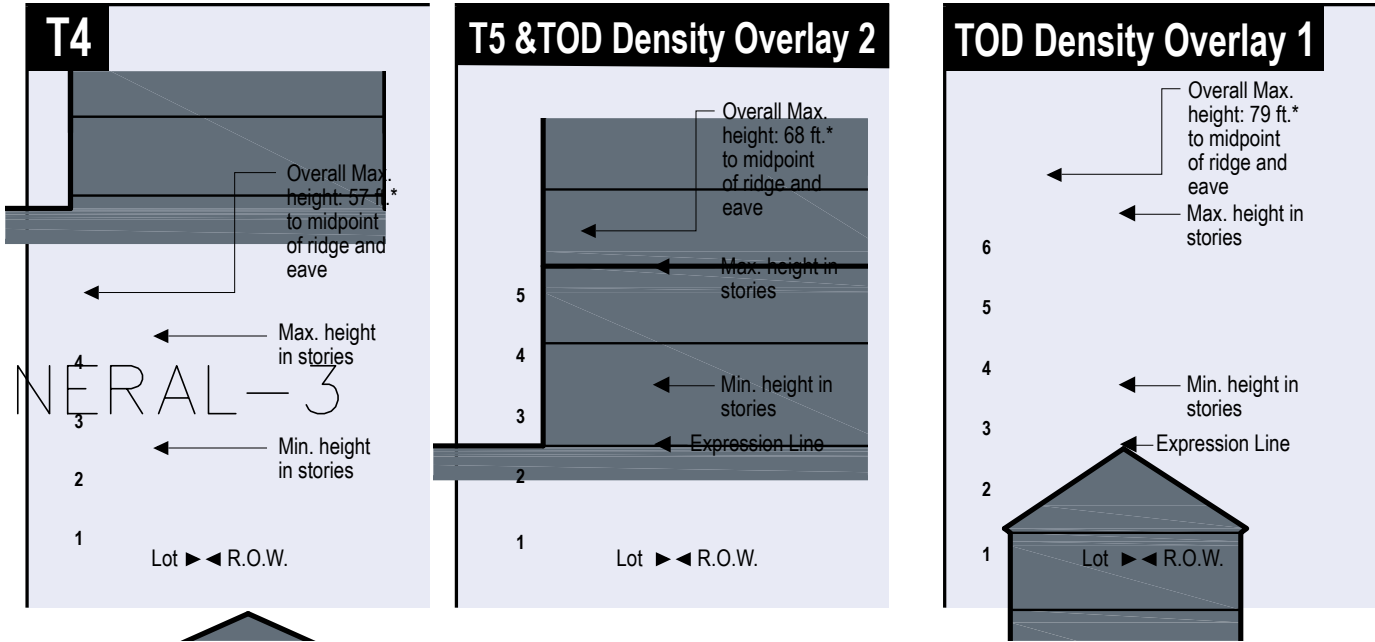 T4
Overall Max.
height: 57 ft.*
to midpoint
of ridge and
eave
Max. height
in stories
4
NERAL-3
3
Min. height
in stories
2
1
Lot ►◄ R.O.W.
T5 &TOD Density Overlay 2
Overall Max.
height: 68 ft.*
to midpoint
of ridge and
eave
Max. height in
stories
5
4
Min. height in
stories
3
Expression Line
2
1
Lot ►◄ R.O.W.
TOD Density Overlay 1
Overall Max.
height: 79 ft.*
to midpoint
of ridge and
eave
Max. height in
stories
6
5
4
Min. height in
stories
3
Expression Line
2
1
Lot ►◄ R.O.W.